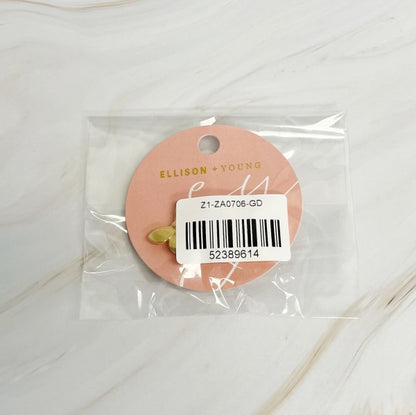 ELLISON + YOUNG
Z1-ZA0706-GD
52389614